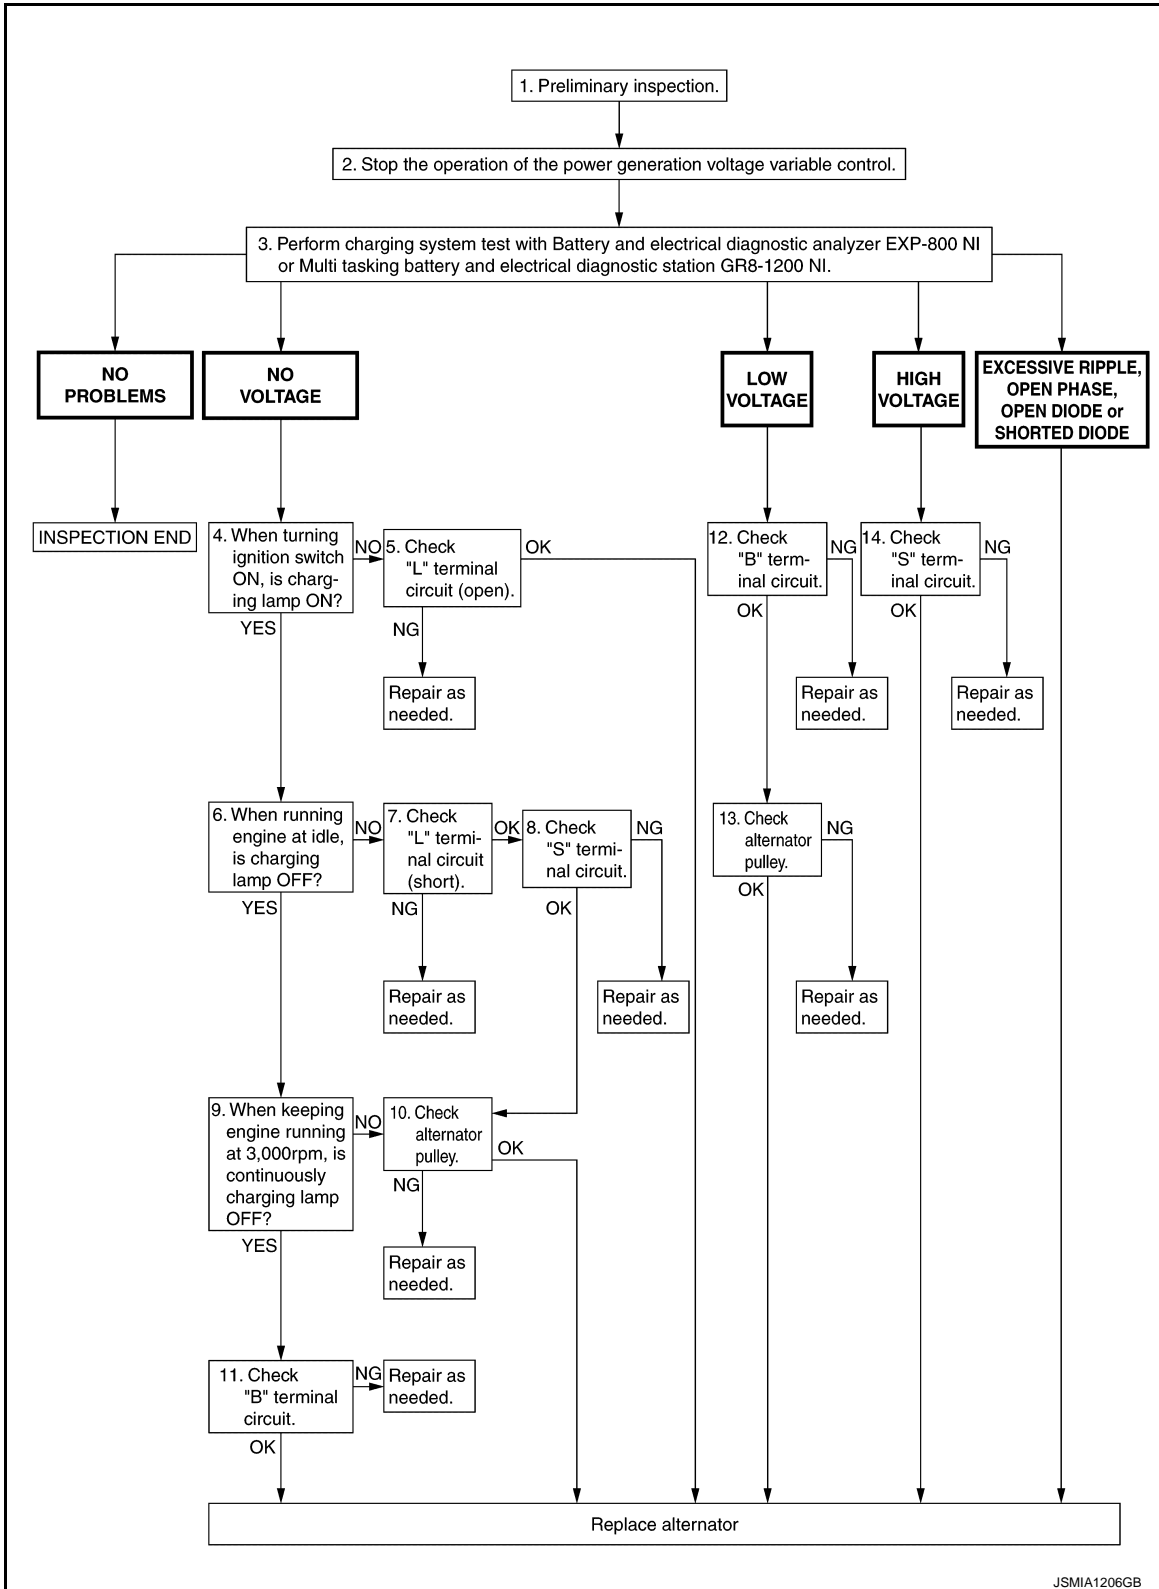 1. Preliminary inspection.
2. Stop the operation of the power generation voltage variable control.
3. Perform charging system test with Battery and electrical diagnostic analyzer EXP-800 NI
or Multi tasking battery and electrical diagnostic station GR8-1200 NI.
NO
PROBLEMS
NO
VOLTAGE
LOW
VOLTAGE
HIGH
VOLTAGE
EXCESSIVE RIPPLE,
OPEN PHASE,
OPEN DIODE or
SHORTED DIODE
INSPECTION END
4. When turning
ignition switch
ON, is charg-
ing lamp ON?
NO
YES
5. Check
"L" terminal
circuit (open).
OK
NG
Repair as
needed.
12. Check
"B" term-
inal circuit.
NG
OK
Repair as
needed.
14. Check
"S" term-
inal circuit.
NG
OK
Repair as
needed.
6. When running
engine at idle,
is charging
lamp OFF?
NO
YES
7. Check
"L" termi-
nal circuit
(short).
OK
NG
Repair as
needed.
8. Check
"S" termi-
nal circuit.
NG
OK
Repair as
needed.
13. Check
alternator
pulley.
NG
OK
Repair as
needed.
9. When keeping
engine running
at 3,000rpm, is
continuously
charging lamp
OFF?
NO
YES
10. Check
alternator
pulley.
OK
NG
Repair as
needed.
11. Check
"B" terminal
circuit.
NG
OK
Repair as
needed.
Replace alternator
JSMIA1206GB